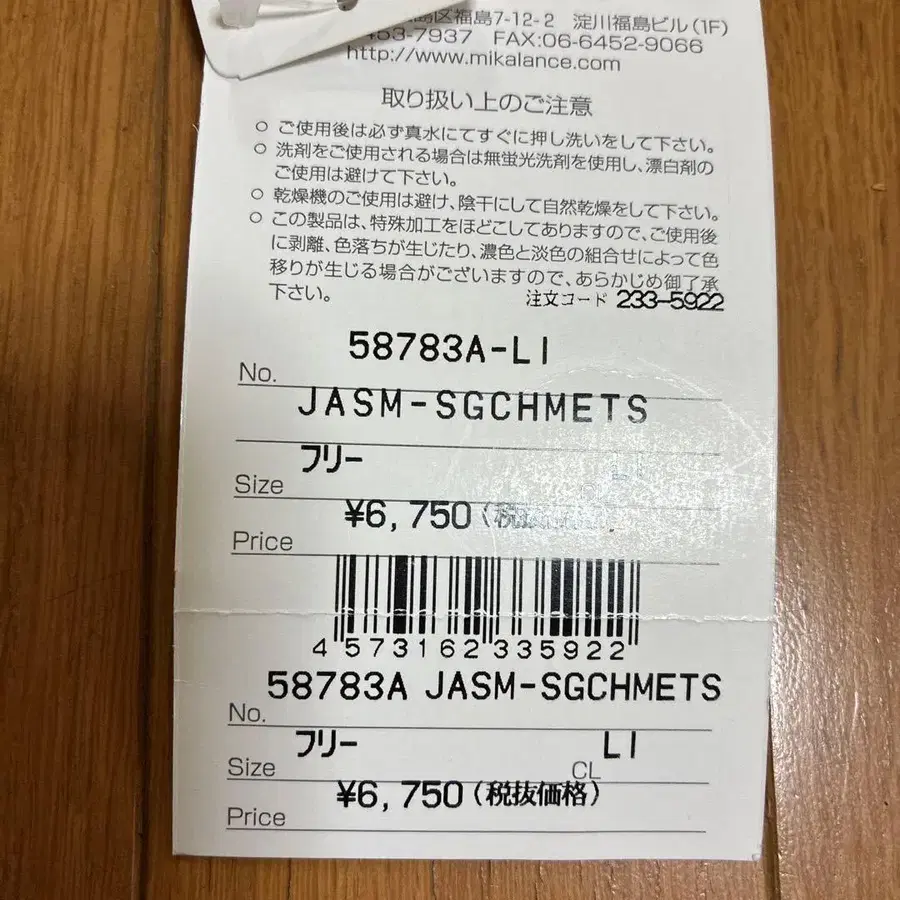 区福島7-12-2 淀川福島ビル(1F)
453-7937 FAX:06-6452-9066
http://www.mikalance.com
取り扱い上のご注意
○ ご使用後は必ず真水にてすぐに押し洗いをして下さい。
○ 洗剤をご使用される場合は無蛍光洗剤を使用し、漂白剤の
ご使用は避けて下さい。
○ 乾燥機のご使用は避け、陰干にして自然乾燥をして下さい。
○ この製品は、特殊加工をほどこしてありますので、ご使用後
に剥離、色落ちが生じたり、濃色と淡色の組合せによって色
移りが生じる場合がございますので、あらかじめ御了承
下さい。
注文コード 233-5922
58783A-LI
No.
JASM-SGCHMETS
フリー LI
Size
¥6,750(税抜
Price
4573162335922
58783A JASM-SGCHMETS
No.
フリー LI
Size CL
¥6,750(税抜価格)
Price